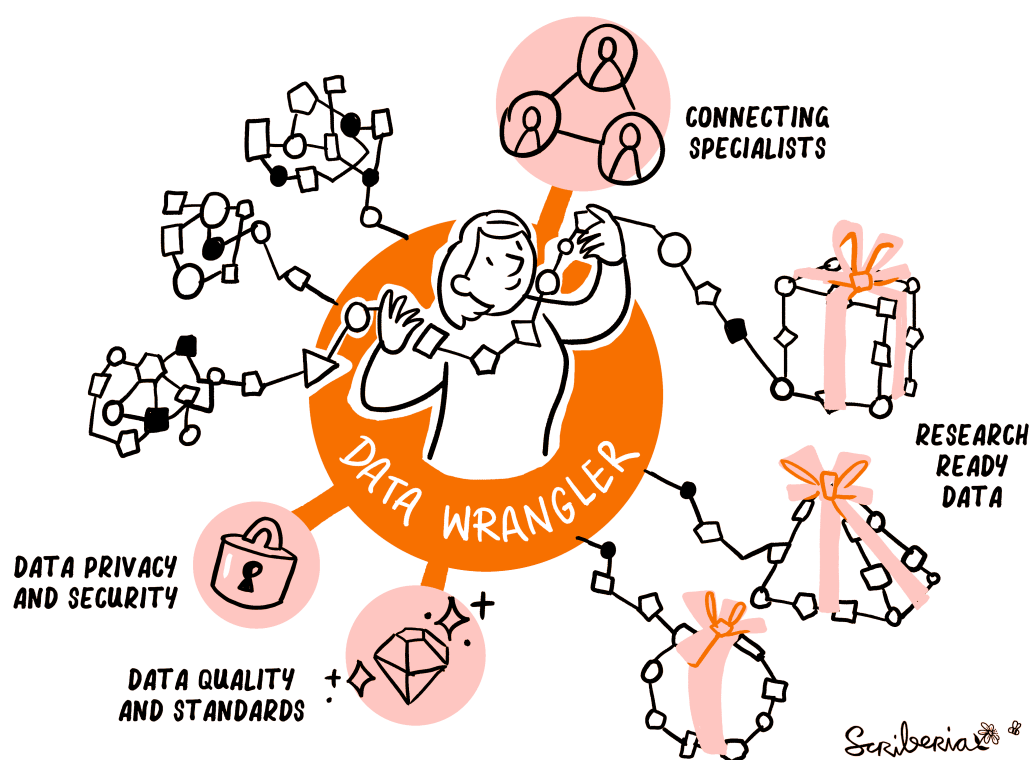 CONNECTING
SPECIALISTS
RESEARCH
READY
DATA
DATA WRANGLER
DATA PRIVACY
AND SECURITY
DATA QUALITY
AND STANDARDS
Scriberia